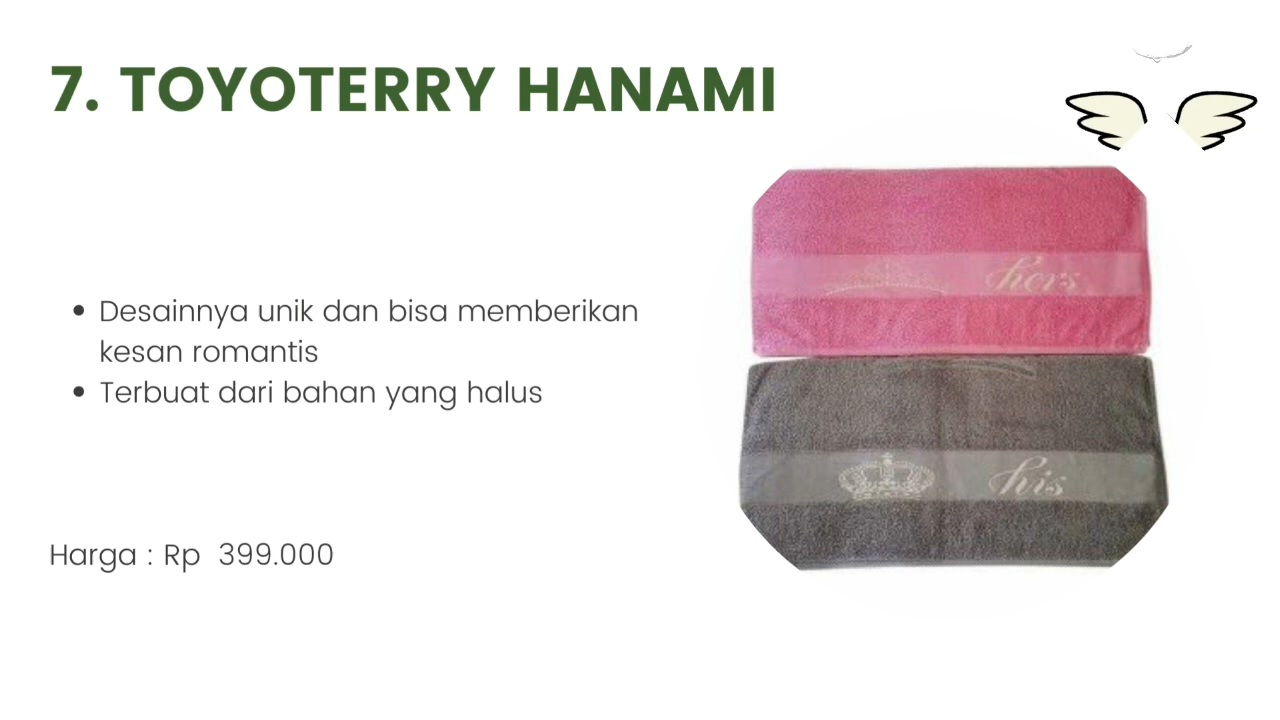 7. TOYOTERRY HANAMI
hers
• Desainnya unik dan bisa memberikan
kesan romantis
• Terbuat dari bahan yang halus
his
Harga : Rp 399.000